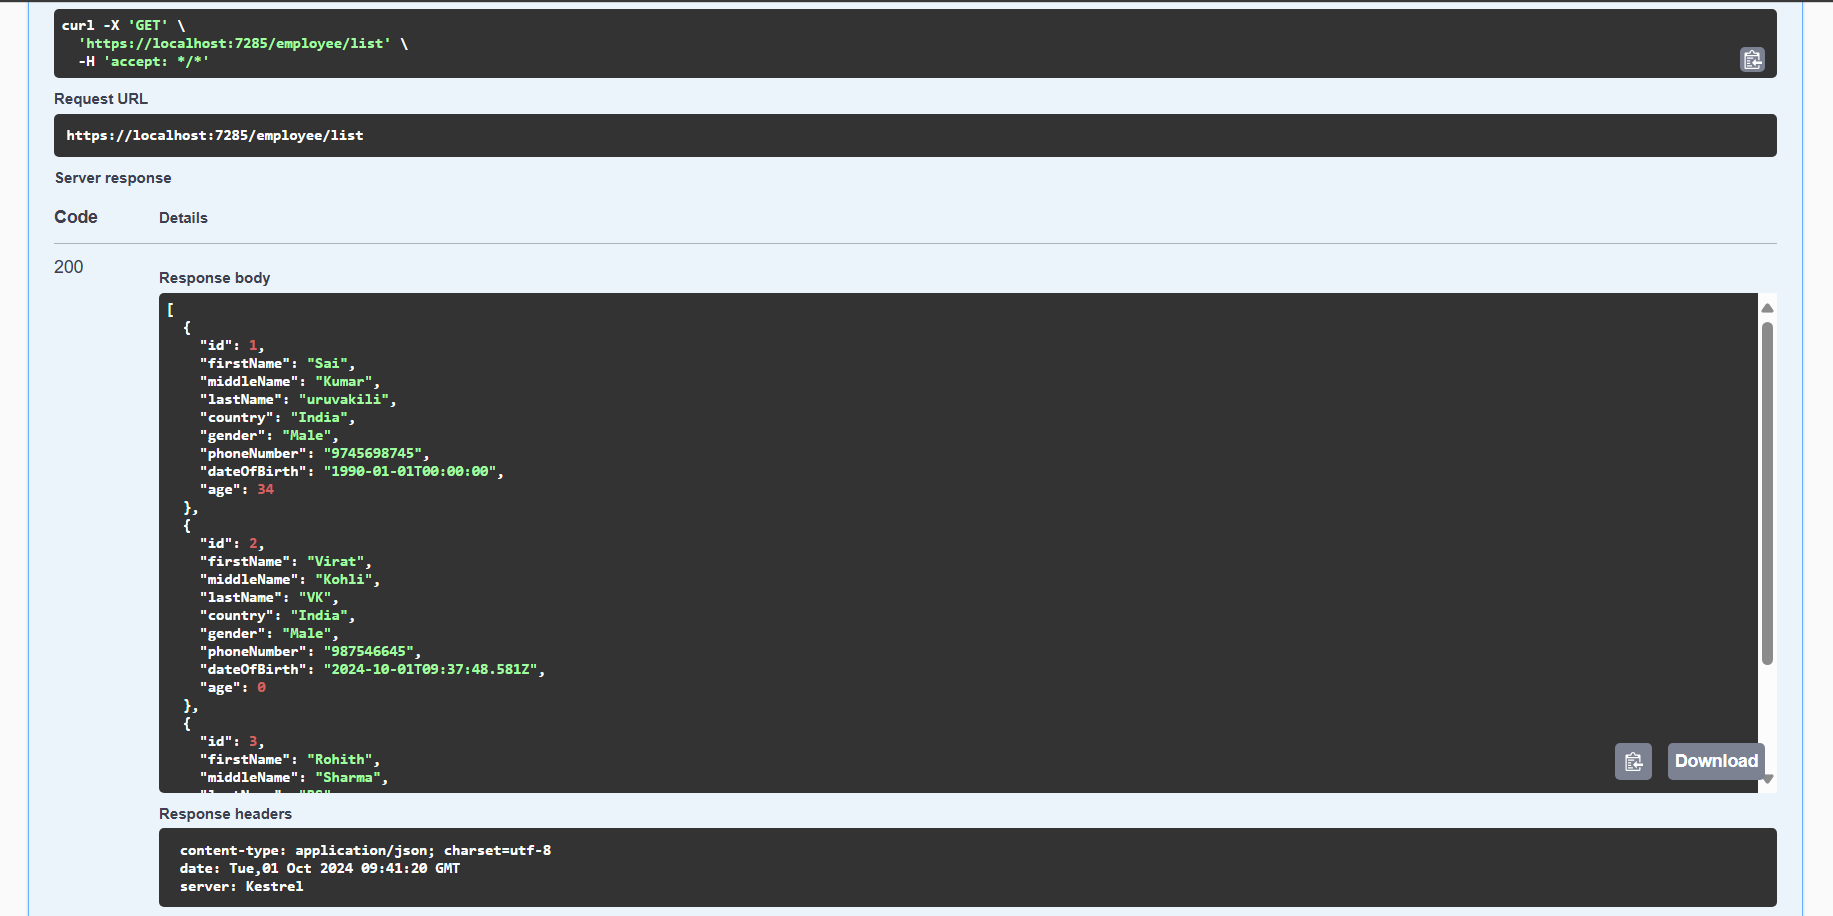 curl -X 'GET' \
  'https://localhost:7285/employee/list' \
  -H 'accept: */*'
Request URL
https://localhost:7285/employee/list
Server response
Code Details
200
Response body
[
  {
    "id": 1,
    "firstName": "Sai",
    "middleName": "Kumar",
    "lastName": "uruvakili",
    "country": "India",
    "gender": "Male",
    "phoneNumber": "9745698745",
    "dateOfBirth": "1990-01-01T00:00:00",
    "age": 34
  },
  {
    "id": 2,
    "firstName": "Virat",
    "middleName": "Kohli",
    "lastName": "VK",
    "country": "India",
    "gender": "Male",
    "phoneNumber": "987546645",
    "dateOfBirth": "2024-10-01T09:37:48.581Z",
    "age": 0
  },
  {
    "id": 3,
    "firstName": "Rohith",
    "middleName": "Sharma",
Download
Response headers
content-type: application/json; charset=utf-8
date: Tue,01 Oct 2024 09:41:20 GMT
server: Kestrel